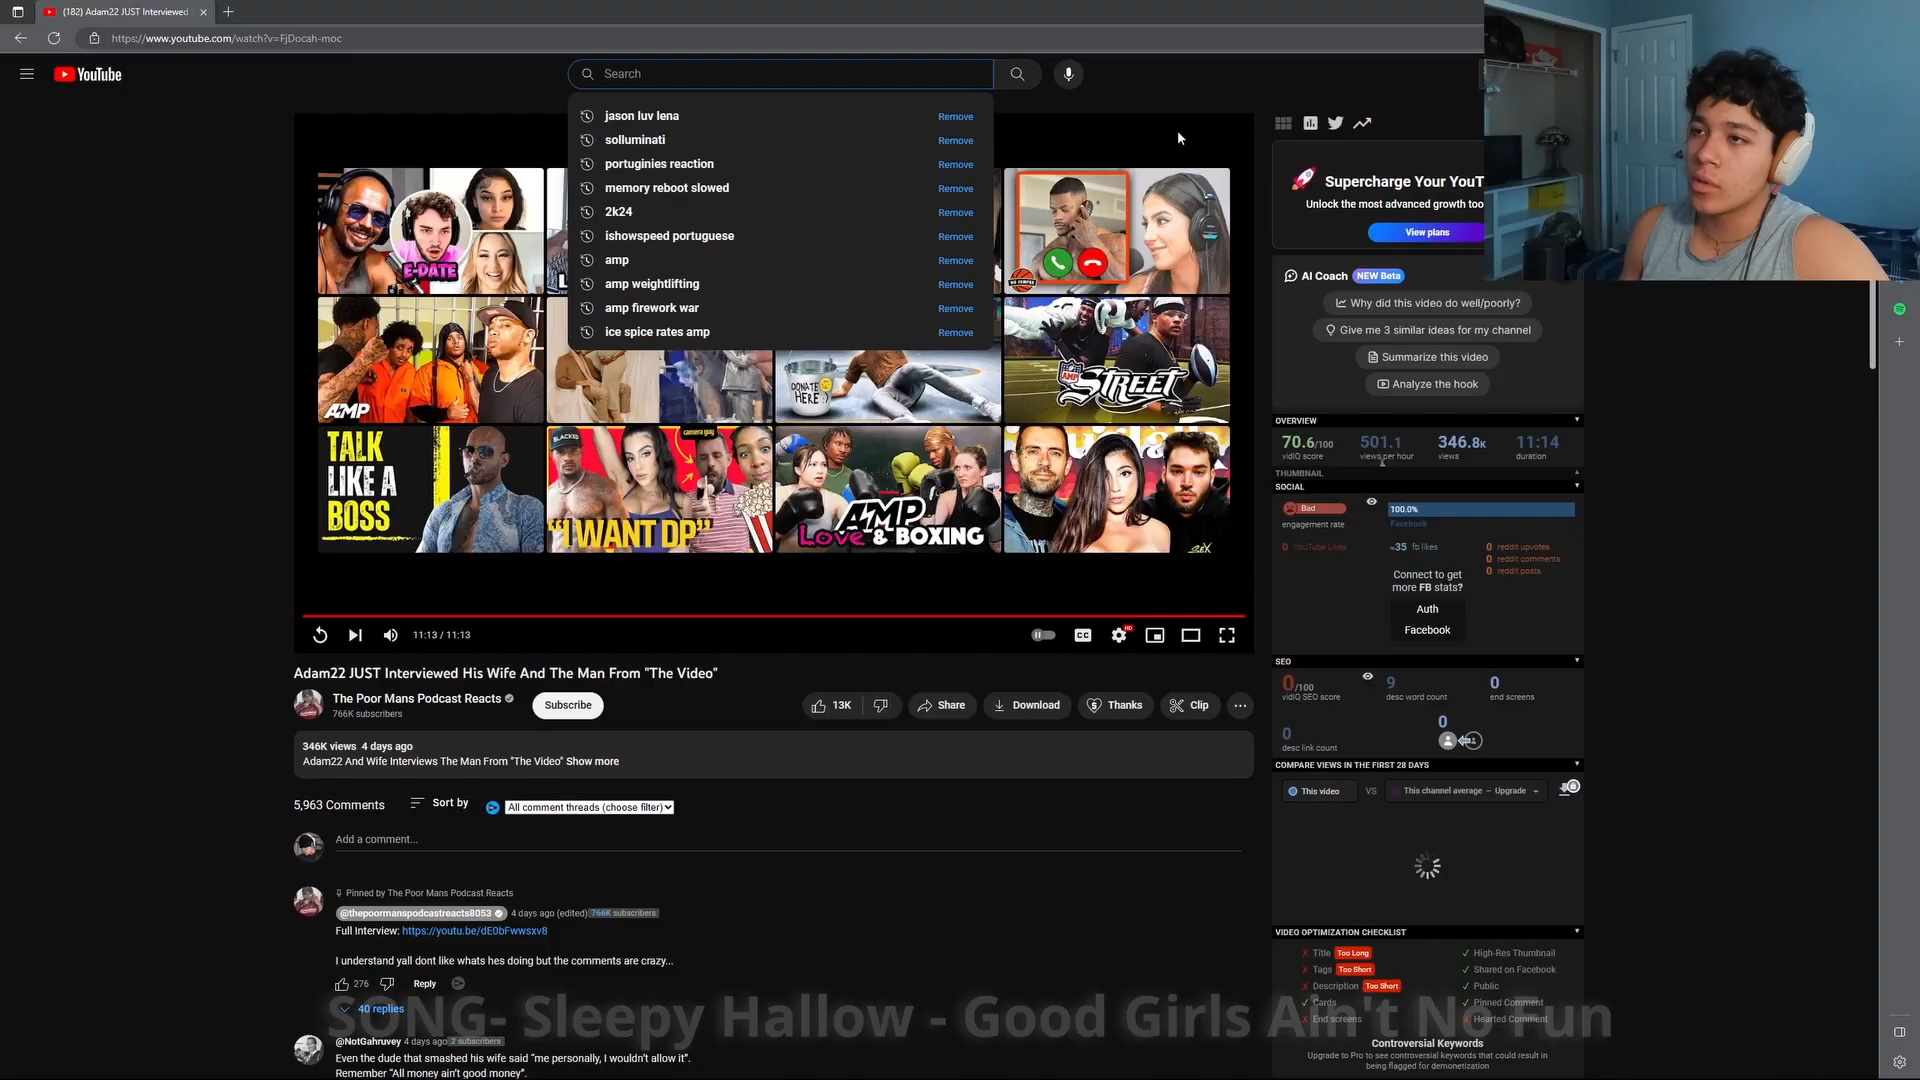 (182) Adam22 JUST Interviewed
https://www.youtube.com/watch?v=FjDocah-moc
YouTube
Search
jason luv lena Remove
solluminati Remove
portuginies reaction Remove
memory reboot slowed Remove
2k24 Remove
ishowspeed portuguese Remove
amp Remove
amp weightlifting Remove
amp firework war Remove
ice spice rates amp Remove
E-DATE
AMP
DONATE HERE :)
NFL
AMP
STREET
TALK LIKE A BOSS
BLACKED
camera guy
"I WANT DP"
AMP
Love & BOXING
SEX
11:13 / 11:13
CC
HD
Adam22 JUST Interviewed His Wife And The Man From "The Video"
The Poor Mans Podcast Reacts
766K subscribers
Subscribe
13K
Share
Download
Thanks
Clip
346K views 4 days ago
Adam22 And Wife Interviews The Man From "The Video" Show more
5,963 Comments
Sort by
All comment threads (choose filter)
Add a comment...
Pinned by The Poor Mans Podcast Reacts
@thepoormanspodcastreacts8053 4 days ago (edited) 766K subscribers
Full Interview: https://youtu.be/dE0bFwwsxv8
I understand yall dont like whats hes doing but the comments are crazy...
276 Reply
40 replies
@NotGahruvey 4 days ago 2 subscribers
Even the dude that smashed his wife said "me personally, I wouldn't allow it".
Remember "All money ain't good money".
SONG- Sleepy Hallow - Good Girls Ain't No Fun
Supercharge Your YouT
Unlock the most advanced growth too
View plans
AI Coach NEW Beta
Why did this video do well/poorly?
Give me 3 similar ideas for my channel
Summarize this video
Analyze the hook
OVERVIEW
70.6/100 501.1 346.8K 11:14
vidIQ score views per hour views duration
THUMBNAIL
SOCIAL
Bad
engagement rate
100.0%
Facebook
0 YouTube Likes
≈35 fb likes
0 reddit upvotes
0 reddit comments
0 reddit posts
Connect to get
more FB stats?
Auth
Facebook
SEO
0/100 9 0
vidIQ SEO score desc word count end screens
0
desc link count
0
COMPARE VIEWS IN THE FIRST 28 DAYS
This video VS This channel average – Upgrade
VIDEO OPTIMIZATION CHECKLIST
Title Too Long
Tags Too Short
Description Too Short
Cards
End screens
High-Res Thumbnail
Shared on Facebook
Public
Pinned Comment
Hearted Comment
Controversial Keywords
Upgrade to Pro to see controversial keywords that could result in
being flagged for demonetization